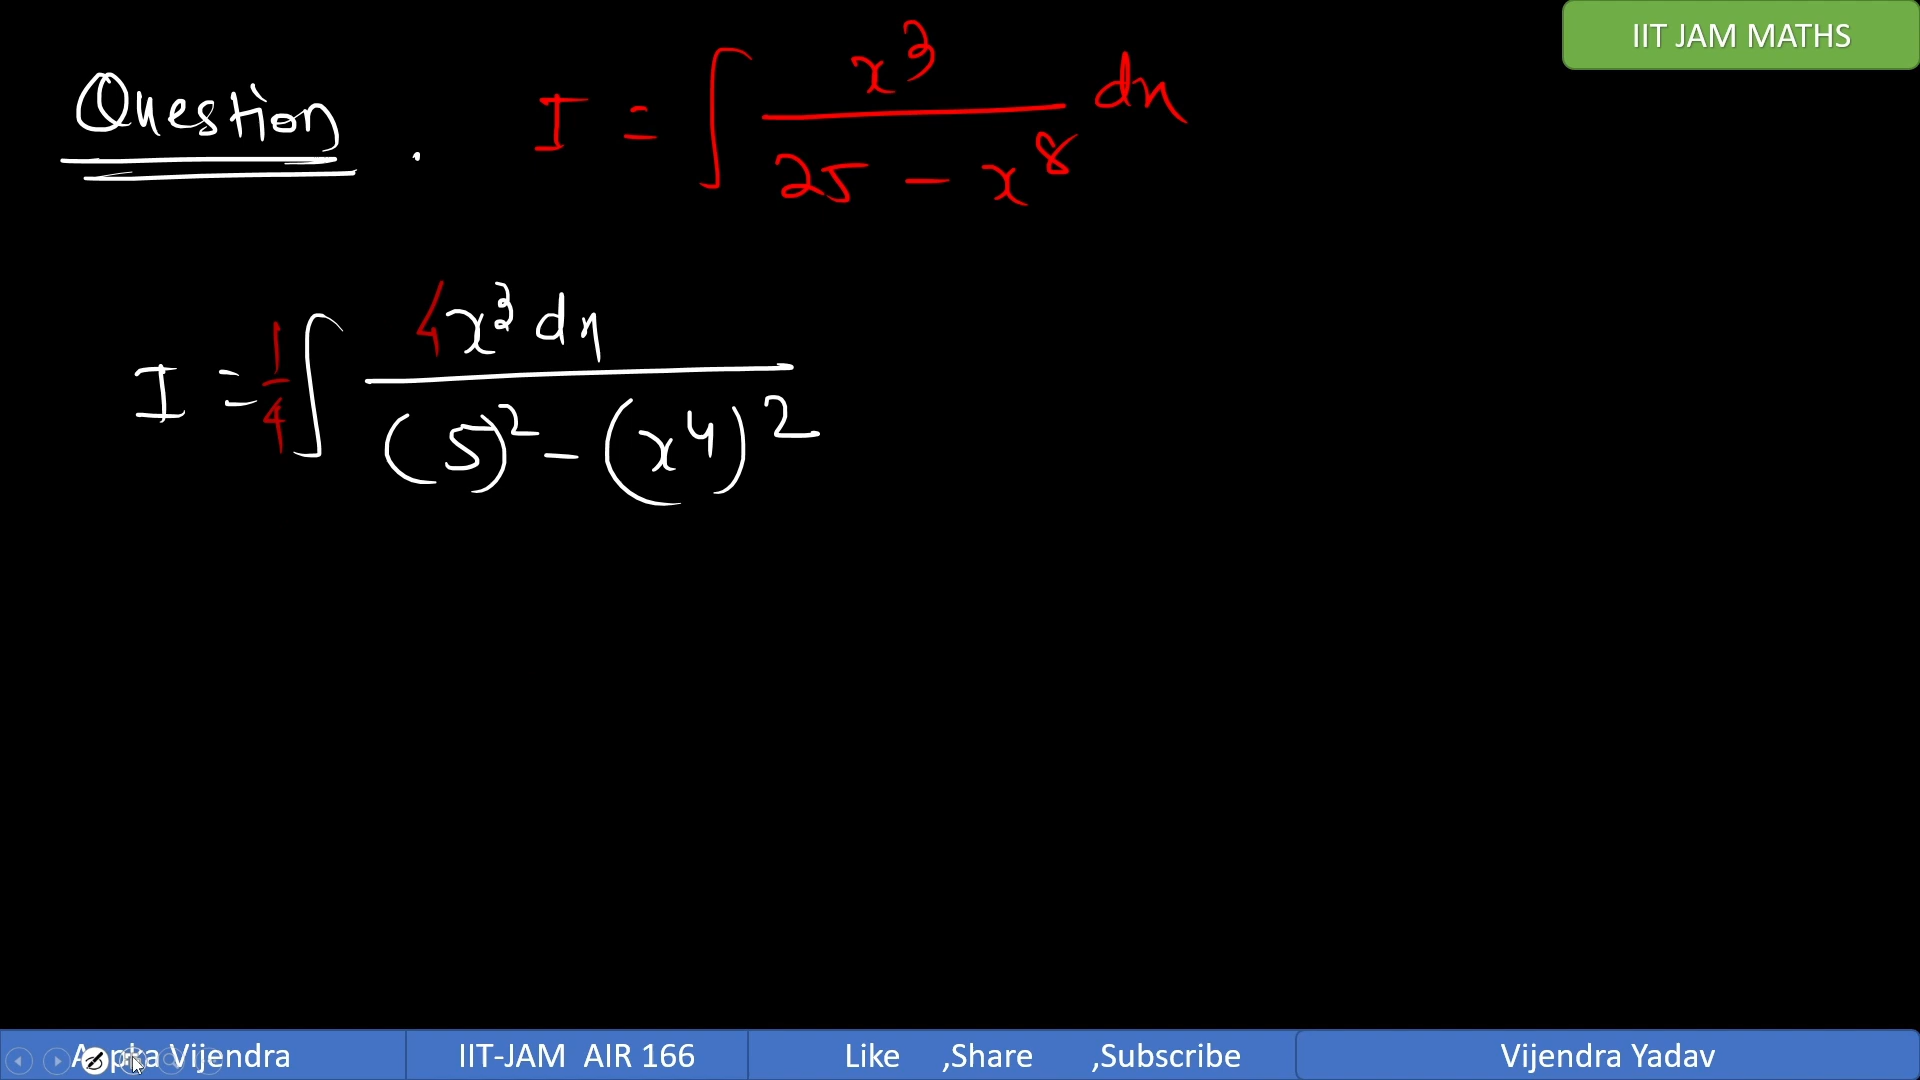 IIT JAM MATHS
Question . I = ∫ x³ / (25 - x⁸) dx
I = 1/4 ∫ 4x³ dx / ((5)² - (x⁴)²)
Vijendra IIT-JAM AIR 166 Like ,Share ,Subscribe Vijendra Yadav